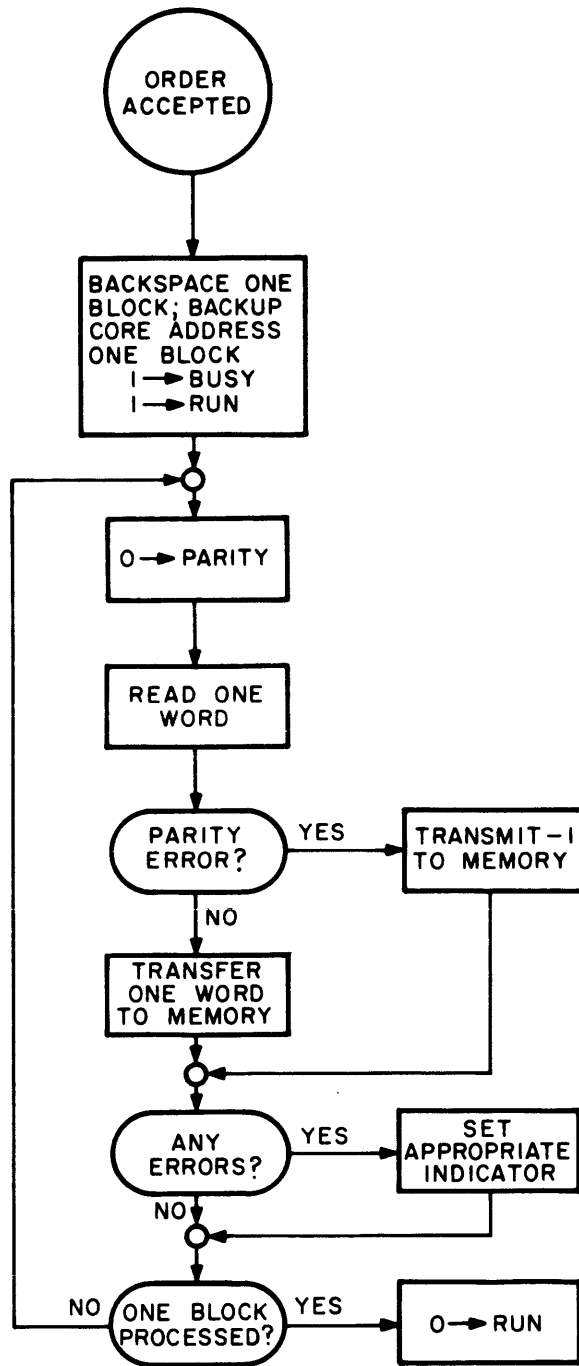 ORDER
ACCEPTED
BACKSPACE ONE
BLOCK; BACKUP
CORE ADDRESS
ONE BLOCK
1 → BUSY
1 → RUN
0 → PARITY
READ ONE
WORD
PARITY
ERROR?
YES
TRANSMIT-1
TO MEMORY
NO
TRANSFER
ONE WORD
TO MEMORY
ANY
ERRORS?
YES
SET
APPROPRIATE
INDICATOR
NO
NO
ONE BLOCK
PROCESSED?
YES
0 → RUN